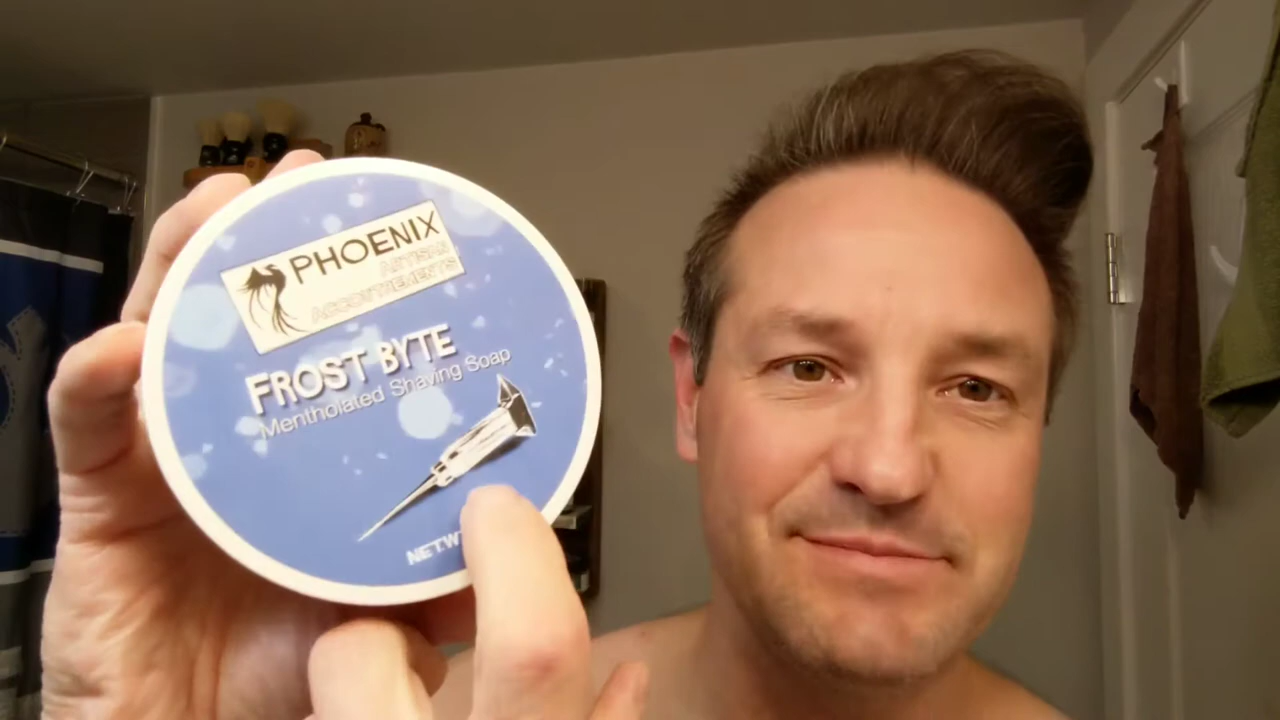 PHOENIX
ARTISAN
ACCOUTREMENTS
FROST BYTE
Mentholated Shaving Soap
NET.W